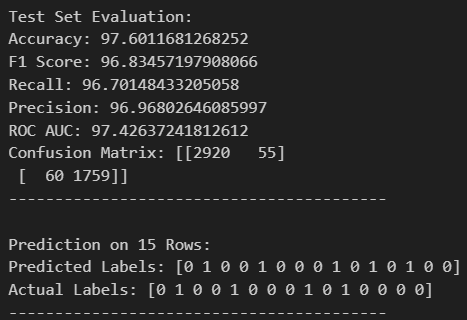 Test Set Evaluation:
Accuracy: 97.6011681268252
F1 Score: 96.83457197908066
Recall: 96.70148433205058
Precision: 96.96802646085997
ROC AUC: 97.42637241812612
Confusion Matrix: [[2920   55]
 [  60 1759]]
-----------------------------------------
Prediction on 15 Rows:
Predicted Labels: [0 1 0 0 1 0 0 0 1 0 1 0 1 0 0]
Actual Labels: [0 1 0 0 1 0 0 0 1 0 1 0 0 0 0]
-----------------------------------------